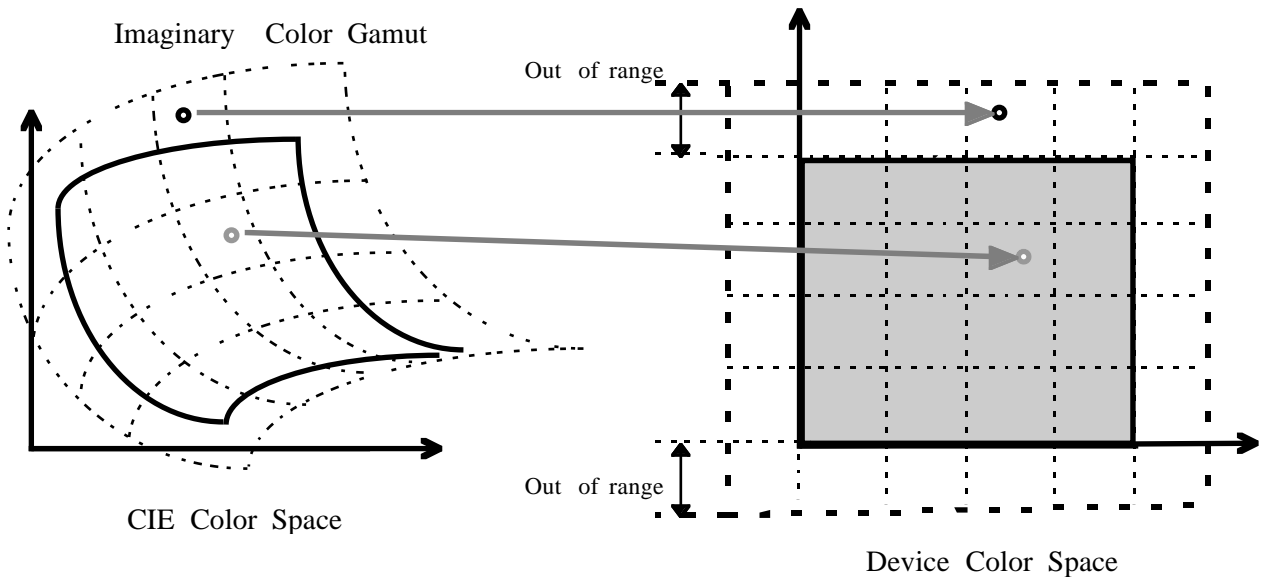 Imaginary Color Gamut
Out of range
Out of range
CIE Color Space
Device Color Space